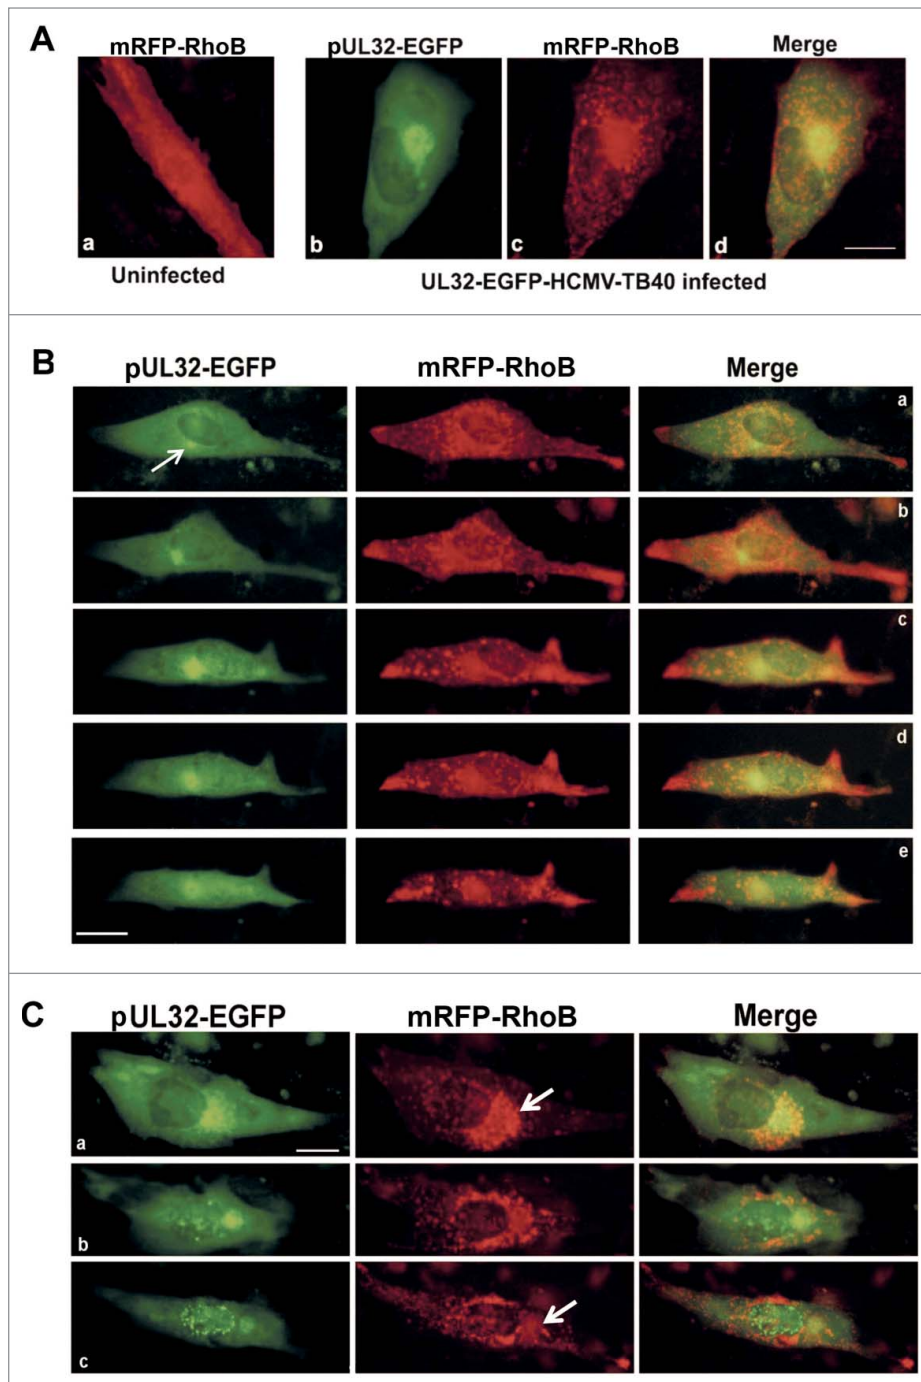 A
mRFP-RhoB
pUL32-EGFP
mRFP-RhoB
Merge
a
b
c
d
Uninfected
UL32-EGFP-HCMV-TB40 infected
B
pUL32-EGFP
mRFP-RhoB
Merge
a
b
c
d
e
C
pUL32-EGFP
mRFP-RhoB
Merge
a
b
c